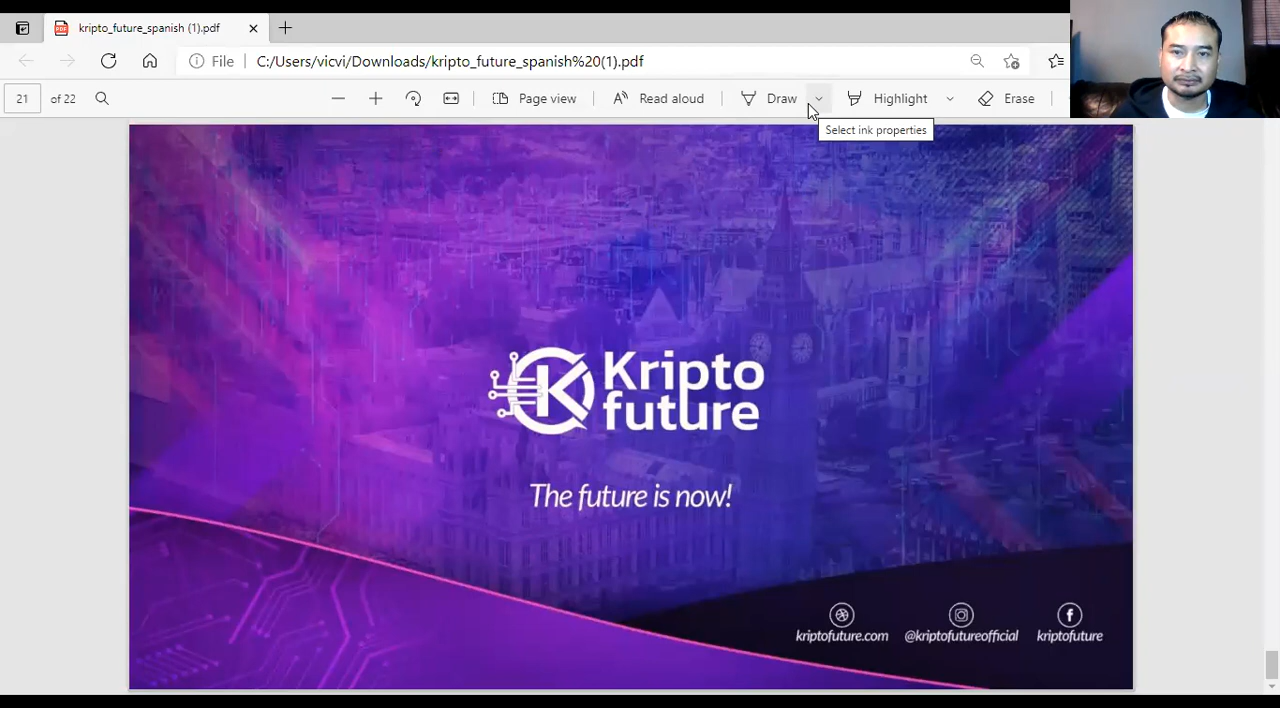 kripto_future_spanish (1).pdf
File
C:/Users/vicvi/Downloads/kripto_future_spanish%20(1).pdf
21 of 22
Page view
A Read aloud
Draw
Highlight
Erase
Select ink properties
Kripto
future
The future is now!
kriptofuture.com @kriptofutureofficial kriptofuture